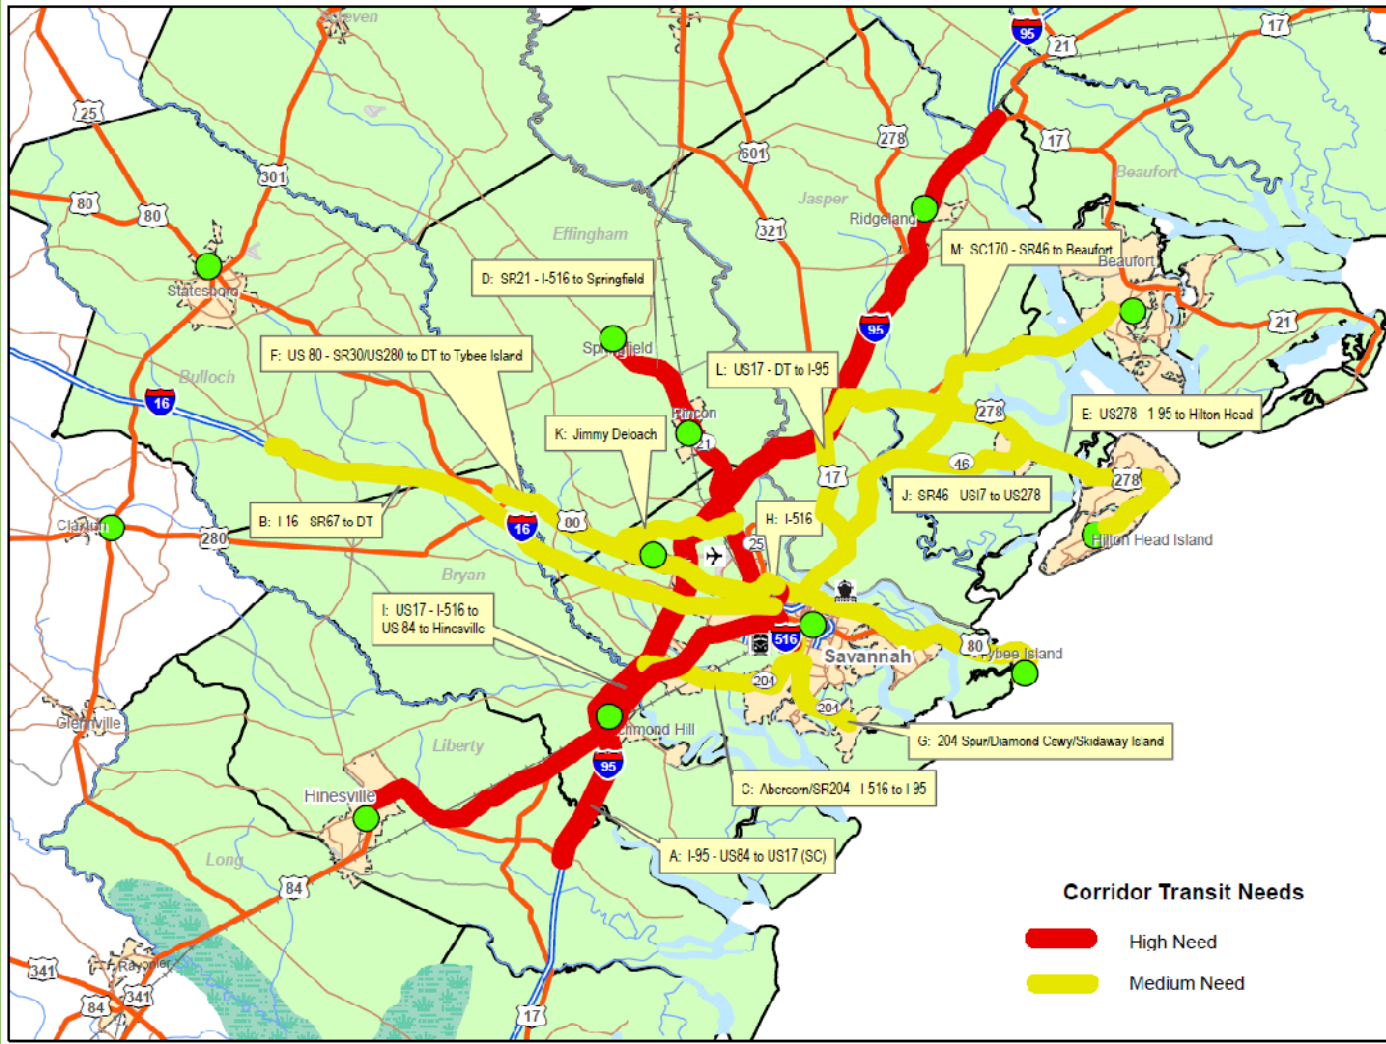 even
95
21
17
25
17
278
601
301
Beaufort
80
80
Jasper
Ridgeland
321
Effingham
M: SC170 - SR46 to Beaufort
Beaufort
D: SR21 - I-516 to Springfield
Statesboro
21
95
Springfield
F: US 80 - SR30/US280 to DT to Tybee Island
L: US17 - DT to I-95
Bulloch
16
278
E: US278 I 95 to Hilton Head
Rincon
K: Jimmy Deloach
21
46
17
278
J: SR46 US17 to US278
B: I 16 SR67 to DT
H: I-516
Claxton
280
16
80
25
Hilton Head Island
Bryan
I: US17 - I-516 to
US 84 to Hinesville
516
80
Savannah
Tybee Island
204
204
Glennville
Richmond Hill
G: 204 Spur/Diamond Cswy/Skidaway Island
Liberty
95
C: Abercorn/SR204 I 516 to I 95
Hinesville
A: I-95 - US84 to US17 (SC)
Long
84
Corridor Transit Needs
High Need
Medium Need
341
Rayonier
84
341
17